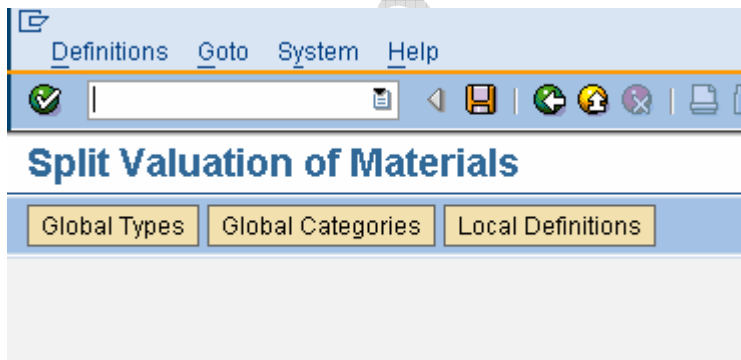 Definitions Goto System Help
Split Valuation of Materials
Global Types Global Categories Local Definitions